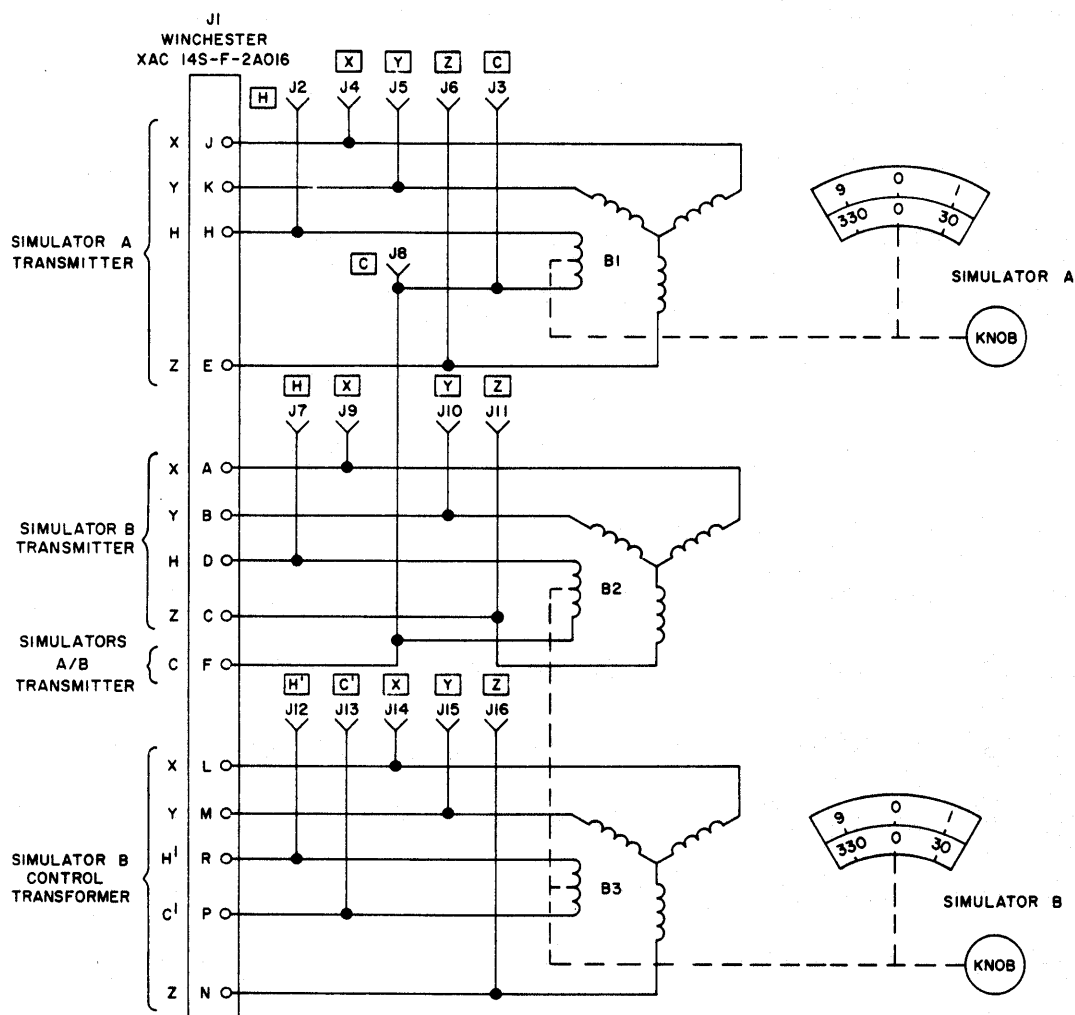 J1
WINCHESTER
XAC 14S-F-2A016
H J2 X J4 Y J5 Z J6 C J3
X J
Y K
H H
SIMULATOR A
TRANSMITTER
C J8
B1
Z E
9 0 1
330 0 30
SIMULATOR A
KNOB
H J7 X J9 Y J10 Z J11
X A
Y B
SIMULATOR B
TRANSMITTER
H D
B2
Z C
SIMULATORS
A/B
TRANSMITTER
C F
H' J12 C' J13 X J14 Y J15 Z J16
X L
Y M
SIMULATOR B
CONTROL
TRANSFORMER
H' R
B3
C' P
Z N
9 0 1
330 0 30
SIMULATOR B
KNOB